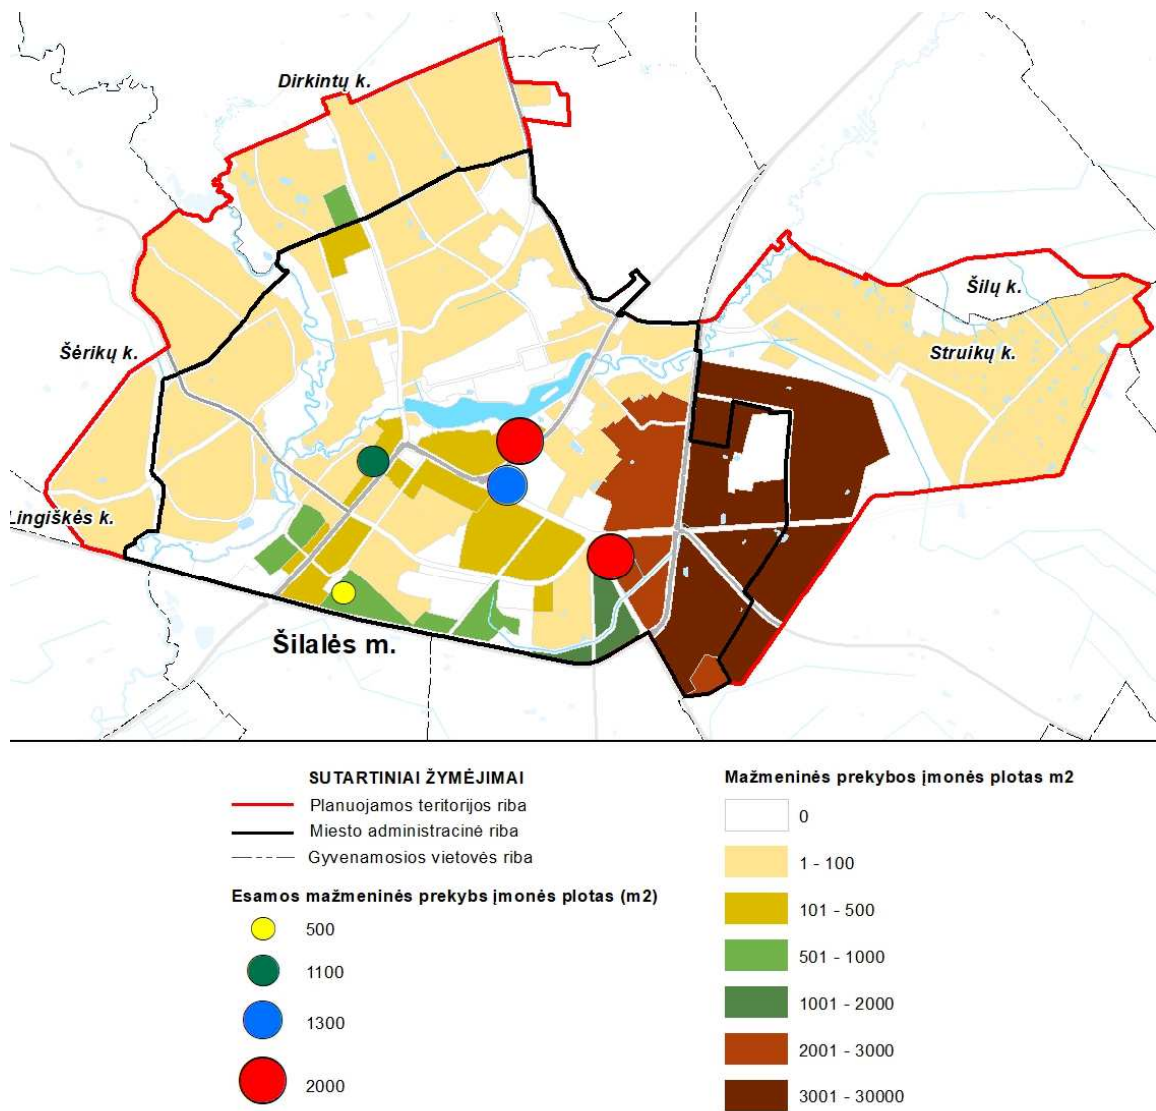 Dirkintų k.
Šilų k.
Struikų k.
Šėrikų k.
Lingiškės k.
Šilalės m.
SUTARTINIAI ŽYMĖJIMAI
Planuojamos teritorijos riba
Miesto administracinė riba
Gyvenamosios vietovės riba
Esamos mažmeninės prekybs įmonės plotas (m2)
500
1100
1300
2000
Mažmeninės prekybos įmonės plotas m2
0
1 - 100
101 - 500
501 - 1000
1001 - 2000
2001 - 3000
3001 - 30000